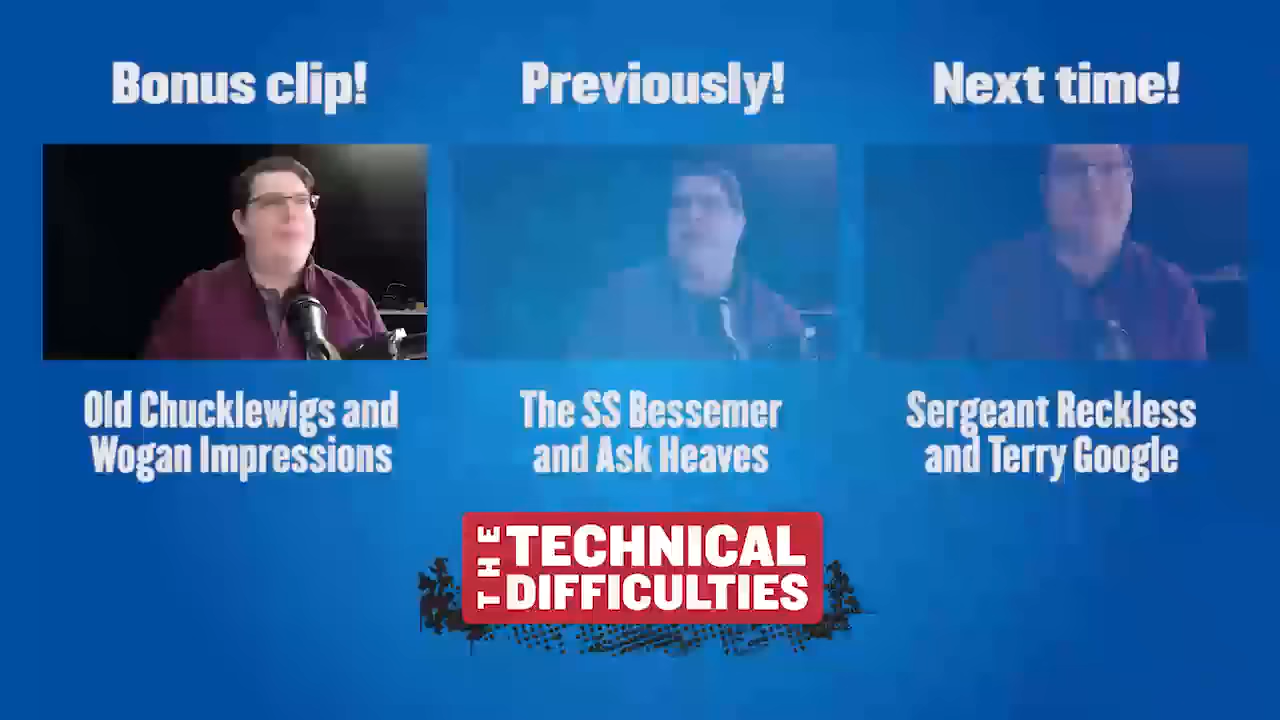 Bonus clip!
Previously!
Next time!
Old Chucklewigs and
Wogan Impressions
The SS Bessemer
and Ask Heaves
Sergeant Reckless
and Terry Google
THE
TECHNICAL
DIFFICULTIES